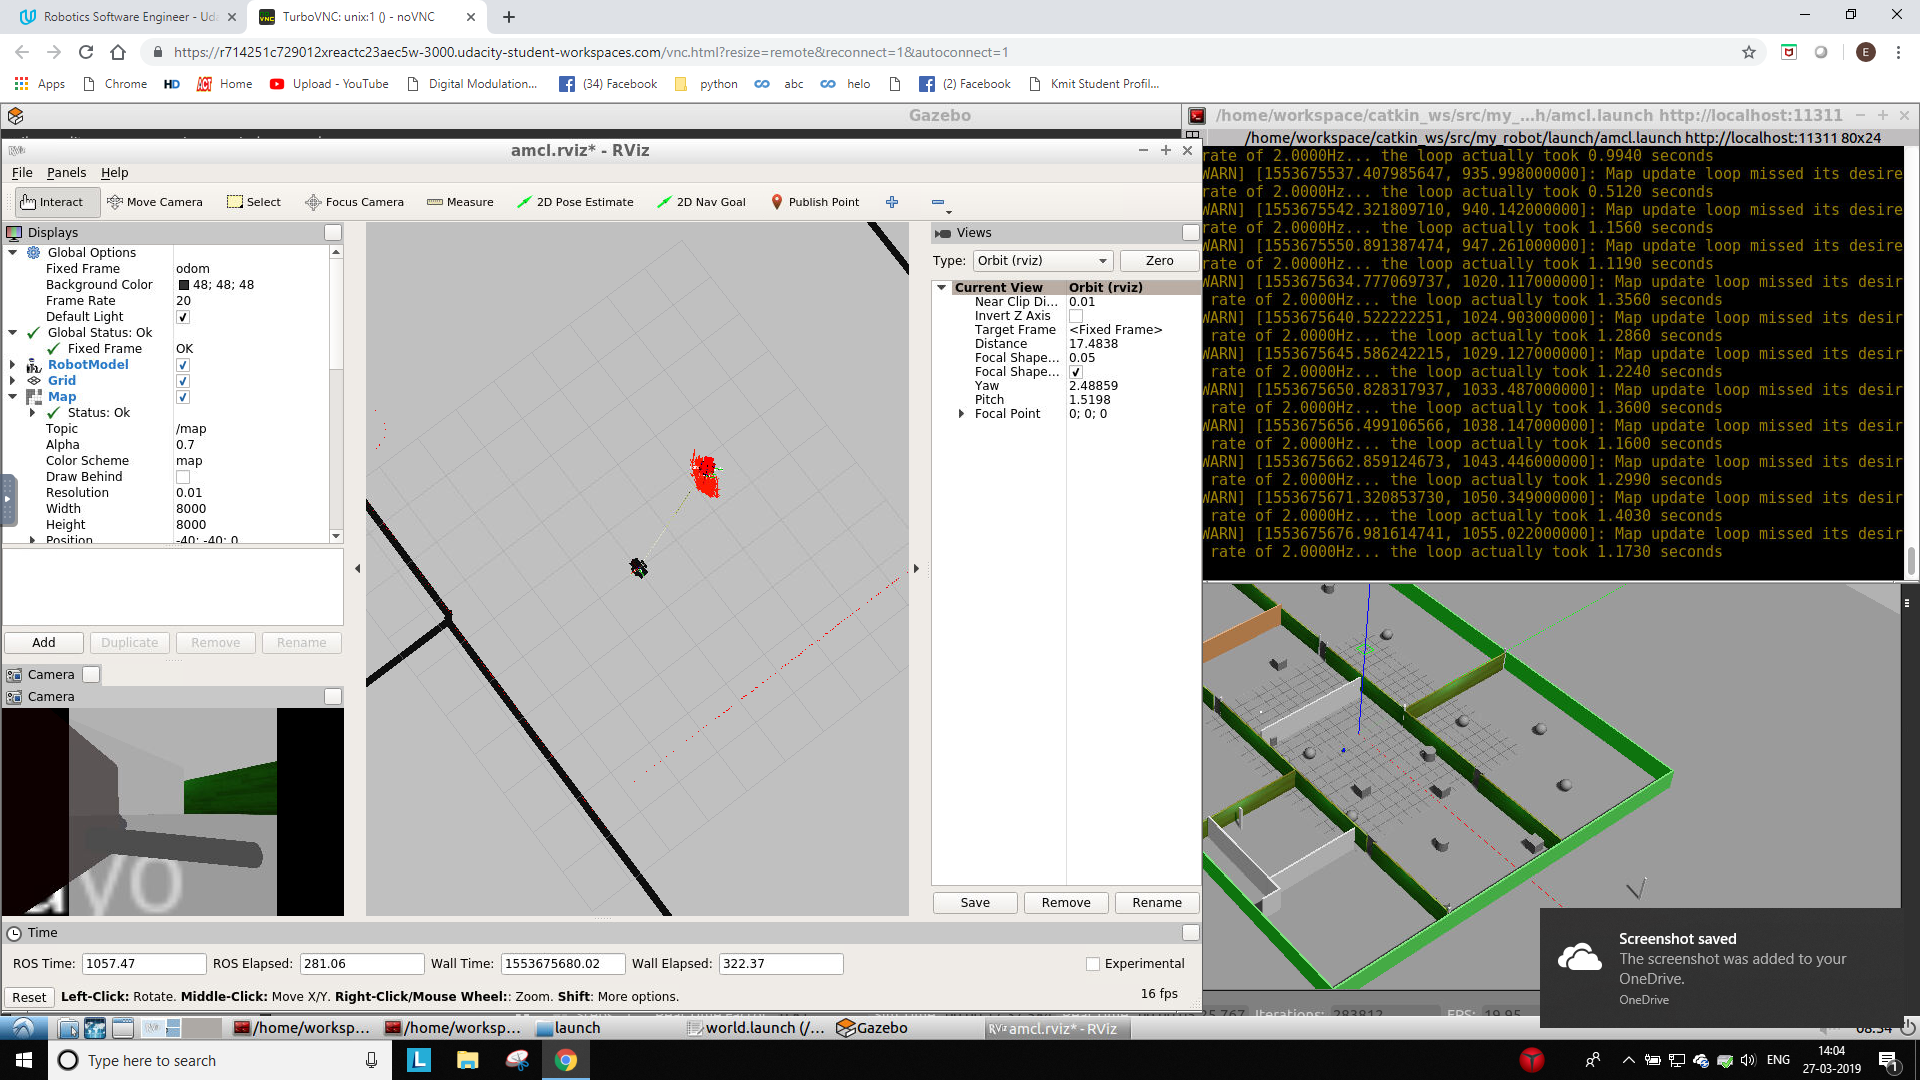 Robotics Software Engineer - Ud
TurboVNC: unix:1 () - noVNC
https://r714251c729012xreactc23aec5w-3000.udacity-student-workspaces.com/vnc.html?resize=remote&reconnect=1&autoconnect=1
E
Apps
Chrome
HD
Home
Upload - YouTube
Digital Modulation...
(34) Facebook
python
abc
helo
(2) Facebook
Kmit Student Profil...
Gazebo
/home/workspace/catkin_ws/src/my_...h/amcl.launch http://localhost:11311
/home/workspace/catkin_ws/src/my_robot/launch/amcl.launch http://localhost:11311 80x24
amcl.rviz* - RViz
File Panels Help
Interact Move Camera Select Focus Camera Measure 2D Pose Estimate 2D Nav Goal Publish Point
Displays
Global Options
Fixed Frame odom
Background Color 48; 48; 48
Frame Rate 20
Default Light
Global Status: Ok
Fixed Frame OK
RobotModel
Grid
Map
Status: Ok
Topic /map
Alpha 0.7
Color Scheme map
Draw Behind
Resolution 0.01
Width 8000
Height 8000
Position -40; -40; 0
Add Duplicate Remove Rename
Camera
Camera
yo
Views
Type: Orbit (rviz) Zero
Current View Orbit (rviz)
Near Clip Di... 0.01
Invert Z Axis
Target Frame <Fixed Frame>
Distance 17.4838
Focal Shape... 0.05
Focal Shape...
Yaw 2.48859
Pitch 1.5198
Focal Point 0; 0; 0
Save Remove Rename
rate of 2.0000Hz... the loop actually took 0.9940 seconds
WARN] [1553675537.407985647, 935.998000000]: Map update loop missed its desire
rate of 2.0000Hz... the loop actually took 0.5120 seconds
WARN] [1553675542.321809710, 940.142000000]: Map update loop missed its desire
rate of 2.0000Hz... the loop actually took 1.1560 seconds
WARN] [1553675550.891387474, 947.261000000]: Map update loop missed its desire
rate of 2.0000Hz... the loop actually took 1.1190 seconds
WARN] [1553675634.777069737, 1020.117000000]: Map update loop missed its desir
rate of 2.0000Hz... the loop actually took 1.3560 seconds
WARN] [1553675640.522222251, 1024.903000000]: Map update loop missed its desir
rate of 2.0000Hz... the loop actually took 1.2860 seconds
WARN] [1553675645.586242215, 1029.127000000]: Map update loop missed its desir
rate of 2.0000Hz... the loop actually took 1.2240 seconds
WARN] [1553675650.828317937, 1033.487000000]: Map update loop missed its desir
rate of 2.0000Hz... the loop actually took 1.3600 seconds
WARN] [1553675656.499106566, 1038.147000000]: Map update loop missed its desir
rate of 2.0000Hz... the loop actually took 1.1600 seconds
WARN] [1553675662.859124673, 1043.446000000]: Map update loop missed its desir
rate of 2.0000Hz... the loop actually took 1.2990 seconds
WARN] [1553675671.320853730, 1050.349000000]: Map update loop missed its desir
rate of 2.0000Hz... the loop actually took 1.4030 seconds
WARN] [1553675676.981614741, 1055.022000000]: Map update loop missed its desir
rate of 2.0000Hz... the loop actually took 1.1730 seconds
Time
ROS Time: 1057.47 ROS Elapsed: 281.06 Wall Time: 1553675680.02 Wall Elapsed: 322.37 Experimental
Reset Left-Click: Rotate. Middle-Click: Move X/Y. Right-Click/Mouse Wheel:: Zoom. Shift: More options. 16 fps
Screenshot saved
The screenshot was added to your
OneDrive.
OneDrive
/home/worksp... /home/worksp... launch world.launch (/... Gazebo amcl.rviz* - RViz 08:34
Type here to search
ENG
14:04
27-03-2019
1